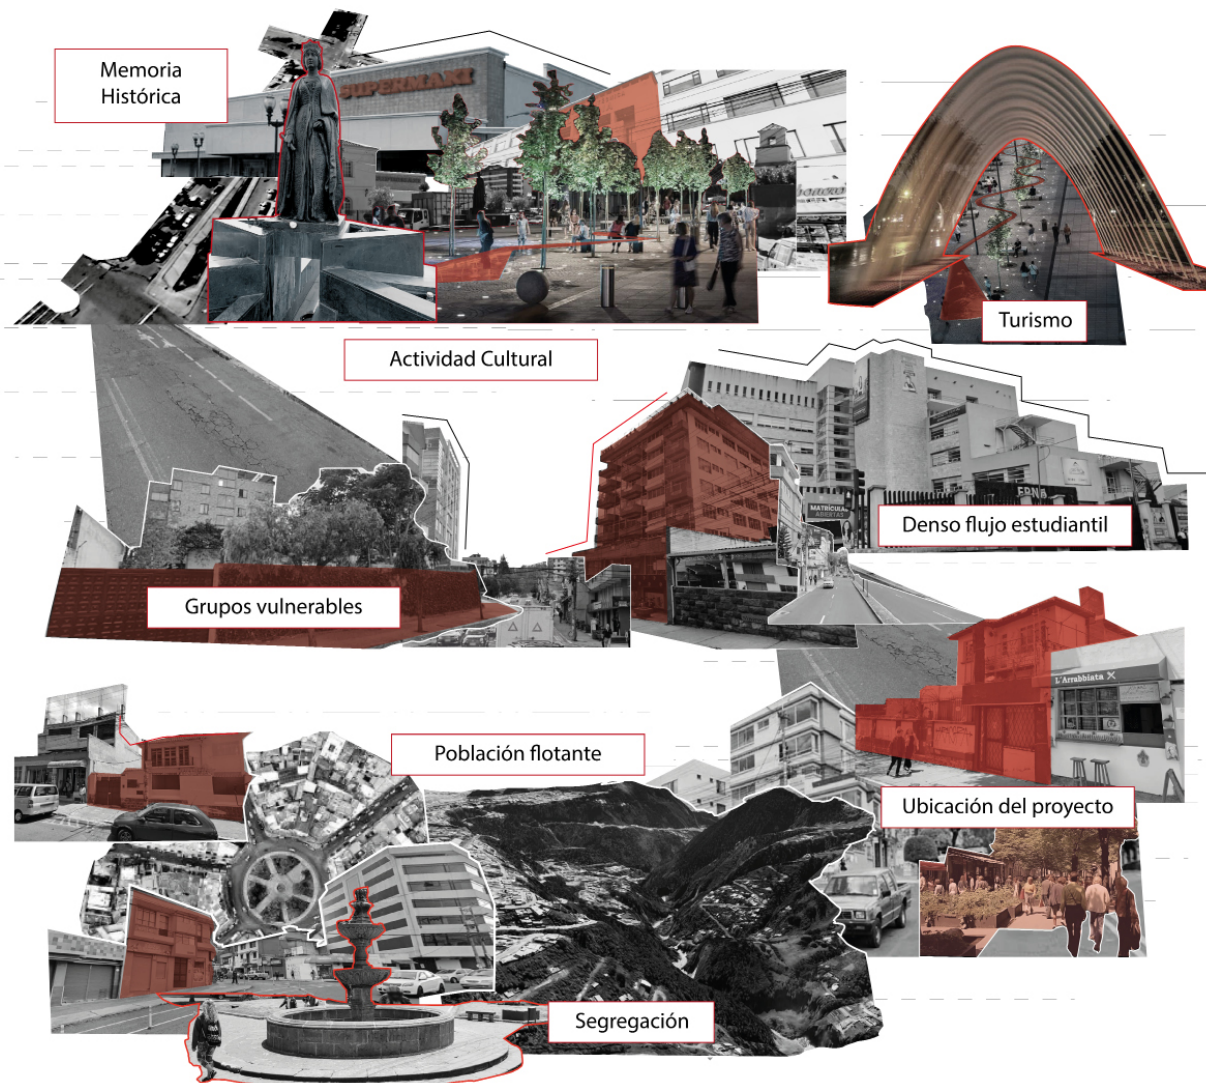 Memoria
Histórica
SUPERMAXI
Turismo
Actividad Cultural
MATRÍCULAS
ABIERTAS
Denso flujo estudiantil
Grupos vulnerables
L'Arrabbiata
Población flotante
Ubicación del proyecto
Segregación